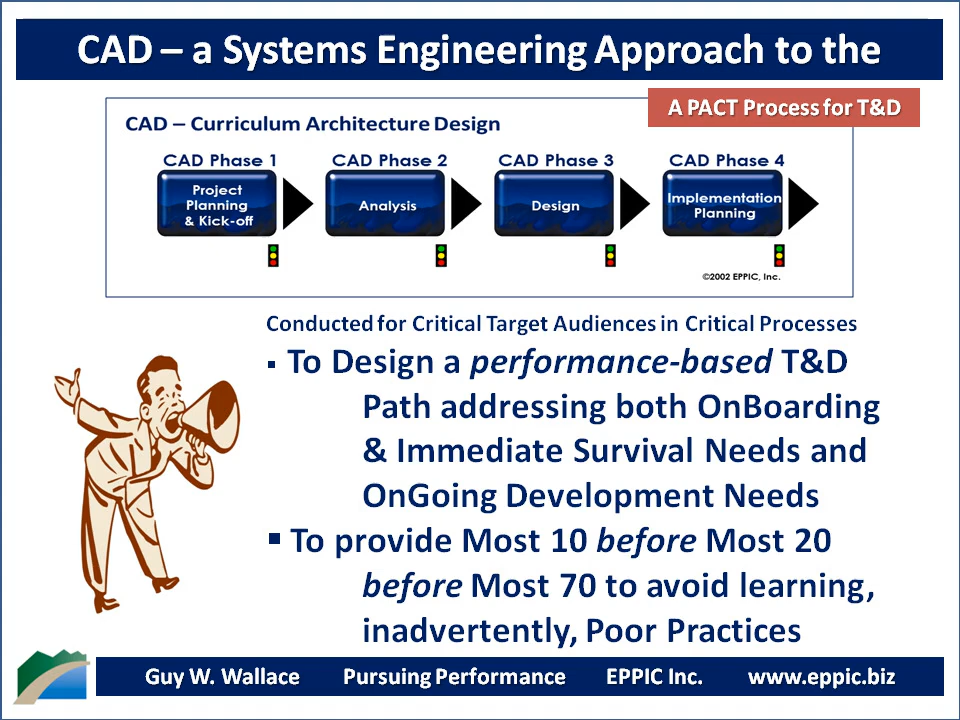 CAD – a Systems Engineering Approach to the
A PACT Process for T&D
CAD – Curriculum Architecture Design
CAD Phase 1 CAD Phase 2 CAD Phase 3 CAD Phase 4
Project
Planning
& Kick-off
Analysis
Design
Implementation
Planning
©2002 EPPIC, Inc.
Conducted for Critical Target Audiences in Critical Processes
▪ To Design a performance-based T&D
Path addressing both OnBoarding
& Immediate Survival Needs and
OnGoing Development Needs
▪ To provide Most 10 before Most 20
before Most 70 to avoid learning,
inadvertently, Poor Practices
Guy W. Wallace Pursuing Performance EPPIC Inc. www.eppic.biz